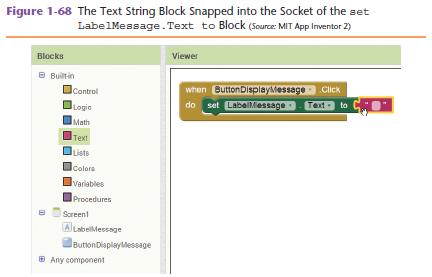 Figure 1-68 The Text String Block Snapped into the Socket of the set
LabelMessage.Text to Block (Source: MIT App Inventor 2)
Blocks
Viewer
Built-in
Control
Logic
Math
Text
Lists
Colors
Variables
Procedures
Screen1
A LabelMessage
ButtonDisplayMessage
Any component
when ButtonDisplayMessage .Click
do set LabelMessage . Text to " "